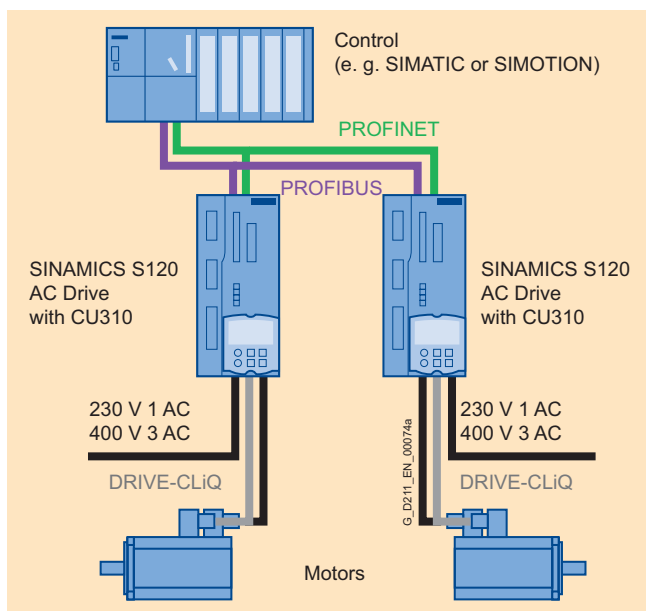 Control
(e. g. SIMATIC or SIMOTION)
PROFINET
PROFIBUS
SINAMICS S120
AC Drive
with CU310
SINAMICS S120
AC Drive
with CU310
230 V 1 AC
400 V 3 AC
230 V 1 AC
400 V 3 AC
G_D211_EN_00074a
DRIVE-CLiQ
DRIVE-CLiQ
Motors